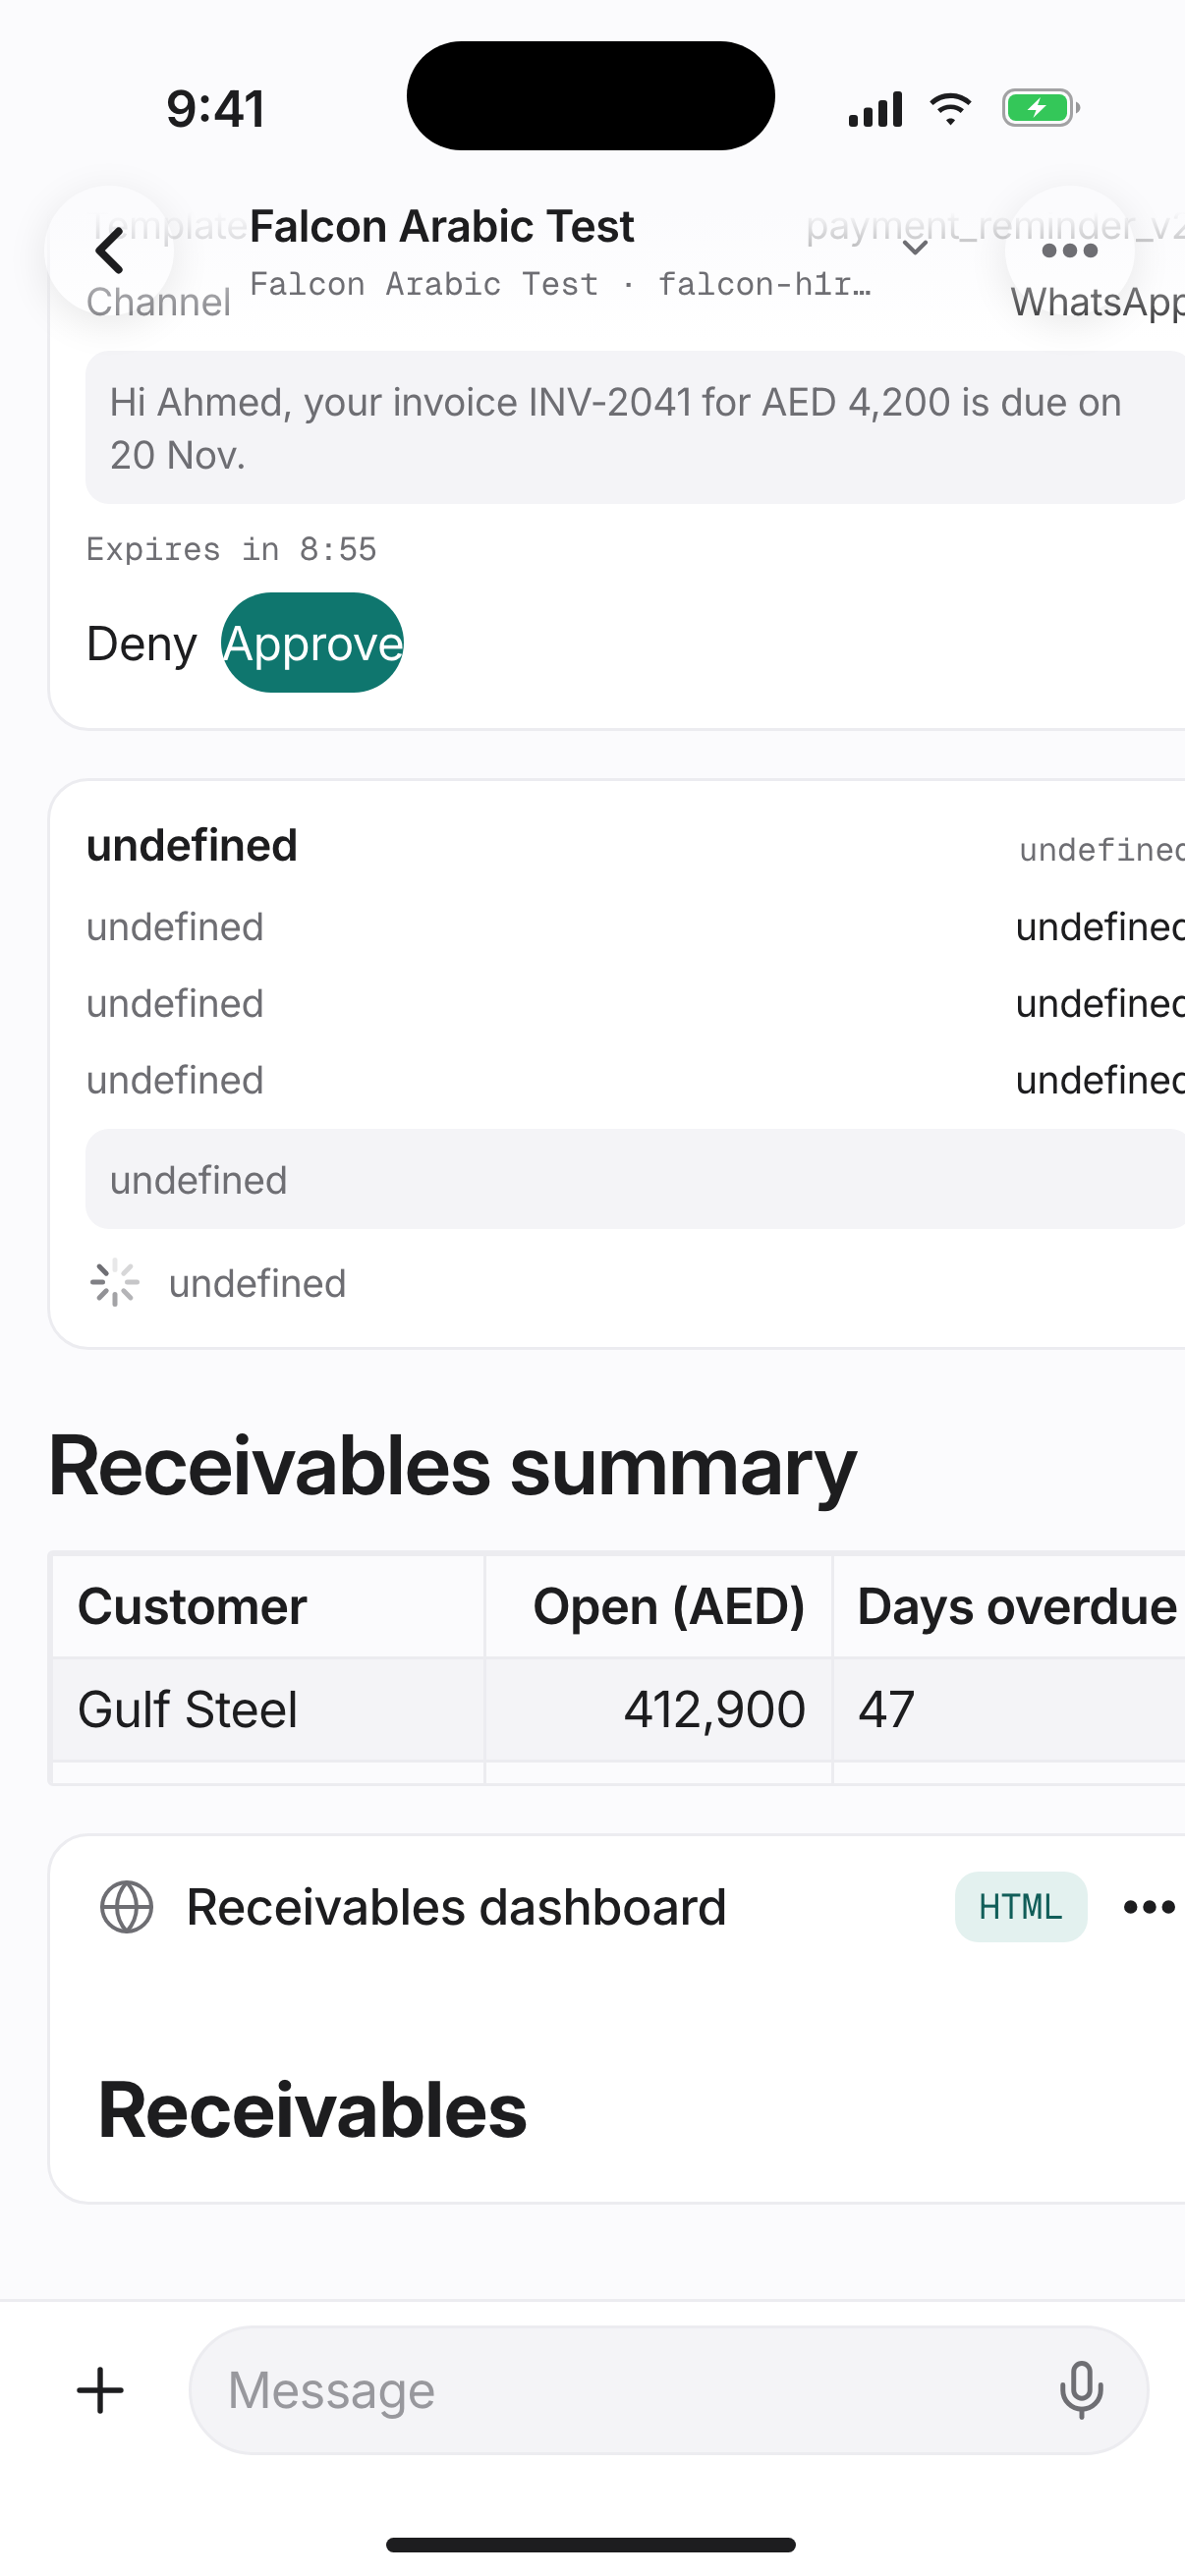 9:41
Template
payment_reminder_v2
Falcon Arabic Test
Falcon Arabic Test · falcon-h1r…
Channel
WhatsApp
Hi Ahmed, your invoice INV-2041 for AED 4,200 is due on
20 Nov.
Expires in 8:55
Deny Approve
undefined undefined
undefined undefined
undefined undefined
undefined undefined
undefined
undefined
Receivables summary
Customer Open (AED) Days overdue
Gulf Steel 412,900 47
Receivables dashboard HTML
Receivables
Message